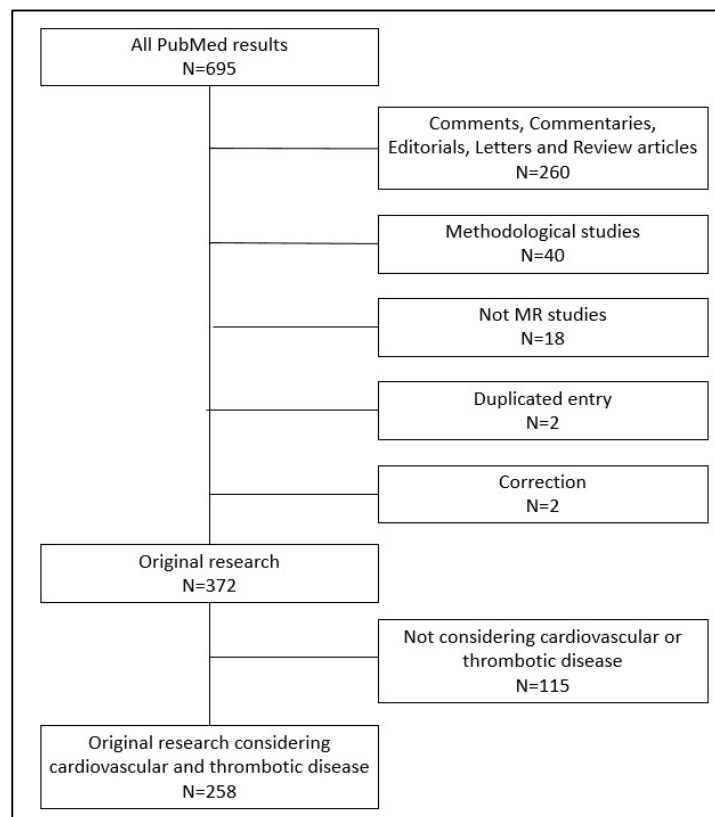 All PubMed results
N=695
Comments, Commentaries,
Editorials, Letters and Review articles
N=260
Methodological studies
N=40
Not MR studies
N=18
Duplicated entry
N=2
Correction
N=2
Original research
N=372
Not considering cardiovascular or
thrombotic disease
N=115
Original research considering
cardiovascular and thrombotic disease
N=258